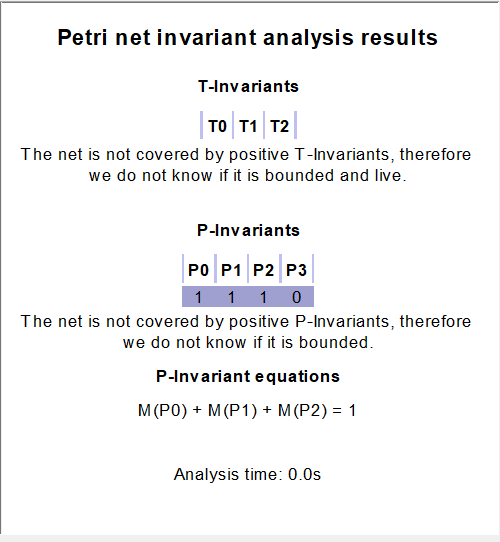 Petri net invariant analysis results
T-Invariants
T0 T1 T2
The net is not covered by positive T-Invariants, therefore
we do not know if it is bounded and live.
P-Invariants
P0 P1 P2 P3
1 1 1 0
The net is not covered by positive P-Invariants, therefore
we do not know if it is bounded.
P-Invariant equations
M(P0) + M(P1) + M(P2) = 1
Analysis time: 0.0s